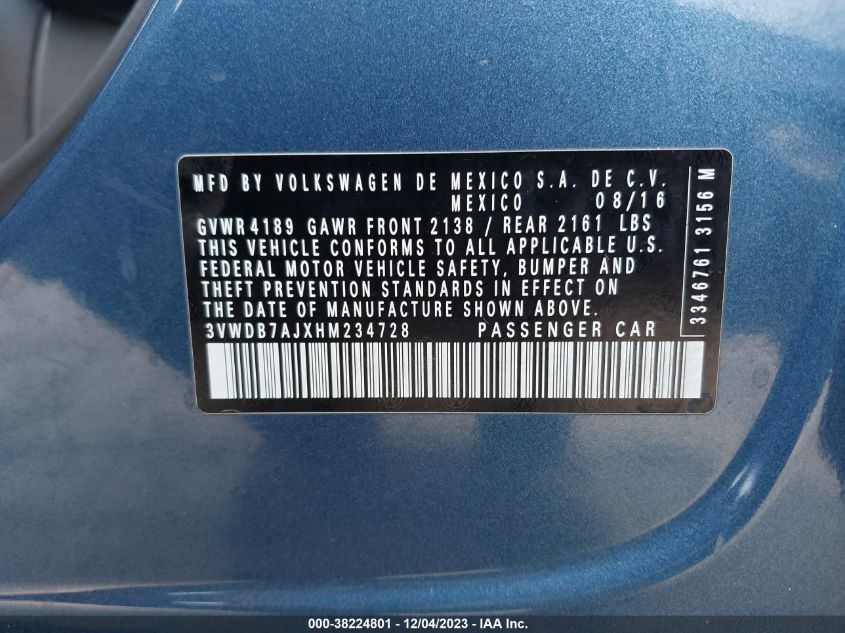 MFD BY VOLKSWAGEN DE MEXICO S.A. DE C.V.
MEXICO 08/16
GVWR 4189 GAWR FRONT 2138 / REAR 2161 LBS
THIS VEHICLE CONFORMS TO ALL APPLICABLE U.S.
FEDERAL MOTOR VEHICLE SAFETY, BUMPER AND
THEFT PREVENTION STANDARDS IN EFFECT ON
THE DATE OF MANUFACTURE SHOWN ABOVE.
3VWDB7AJXHM234728 PASSENGER CAR
3346761 3156 M
000-38224801 - 12/04/2023 - © IAA, Inc.